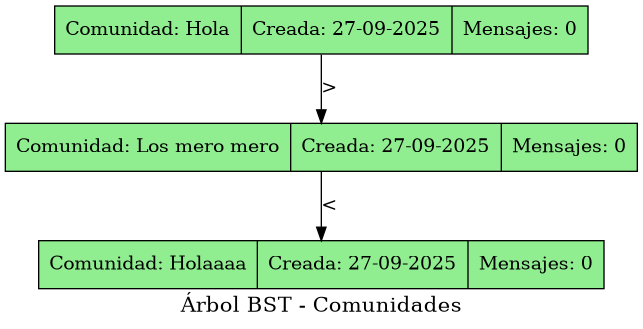 Comunidad: Hola Creada: 27-09-2025 Mensajes: 0
>
Comunidad: Los mero mero Creada: 27-09-2025 Mensajes: 0
<
Comunidad: Holaaaa Creada: 27-09-2025 Mensajes: 0
Árbol BST - Comunidades